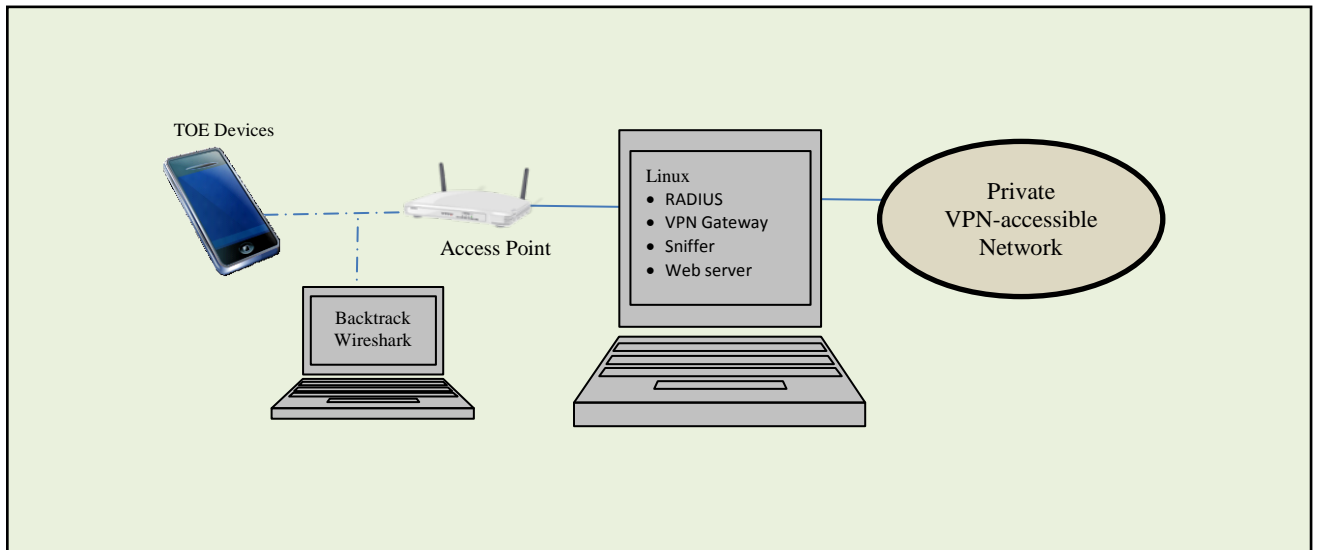 TOE Devices
Access Point
Backtrack
Wireshark
Linux
• RADIUS
• VPN Gateway
• Sniffer
• Web server
Private
VPN-accessible
Network